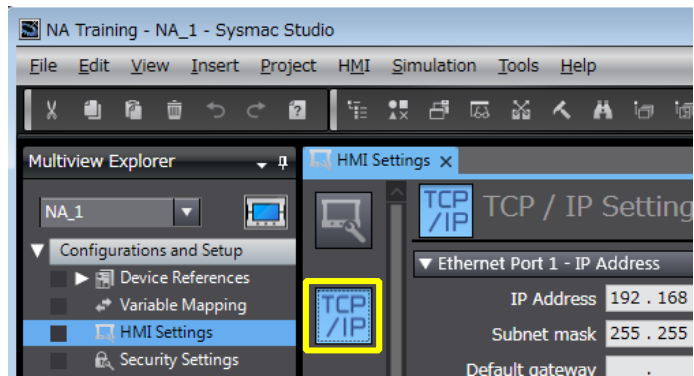 NA Training - NA_1 - Sysmac Studio
File Edit View Insert Project HMI Simulation Tools Help
Multiview Explorer
HMI Settings
NA_1
TCP / IP Setting
TCP
/IP
Configurations and Setup
Ethernet Port 1 - IP Address
Device References
IP Address 192 . 168
Variable Mapping
TCP
/IP
HMI Settings
Subnet mask 255 . 255
Security Settings
Default gateway .